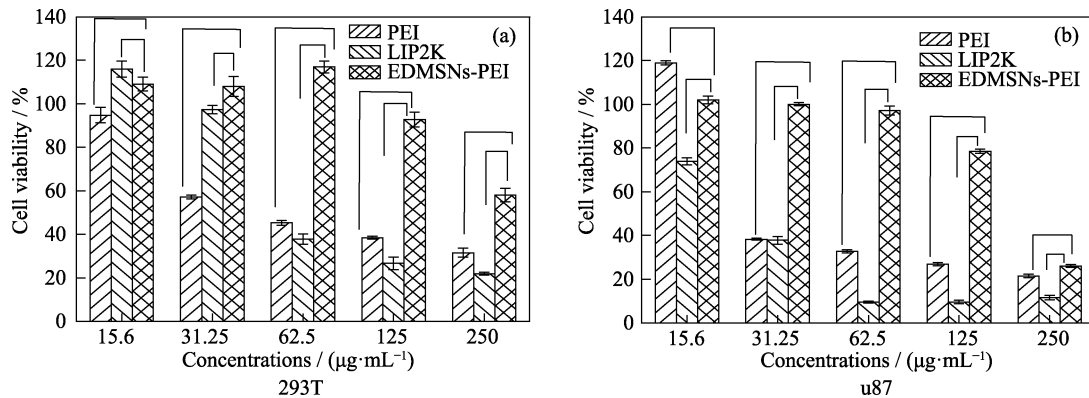 140
120
100
80
60
40
20
0
Cell viability / %
(a)
PEI
LIP2K
EDMSNs-PEI
15.6 31.25 62.5 125 250
Concentrations / (μg·mL⁻¹)
293T
140
120
100
80
60
40
20
0
Cell viability / %
(b)
PEI
LIP2K
EDMSNs-PEI
15.6 31.25 62.5 125 250
Concentrations / (μg·mL⁻¹)
u87